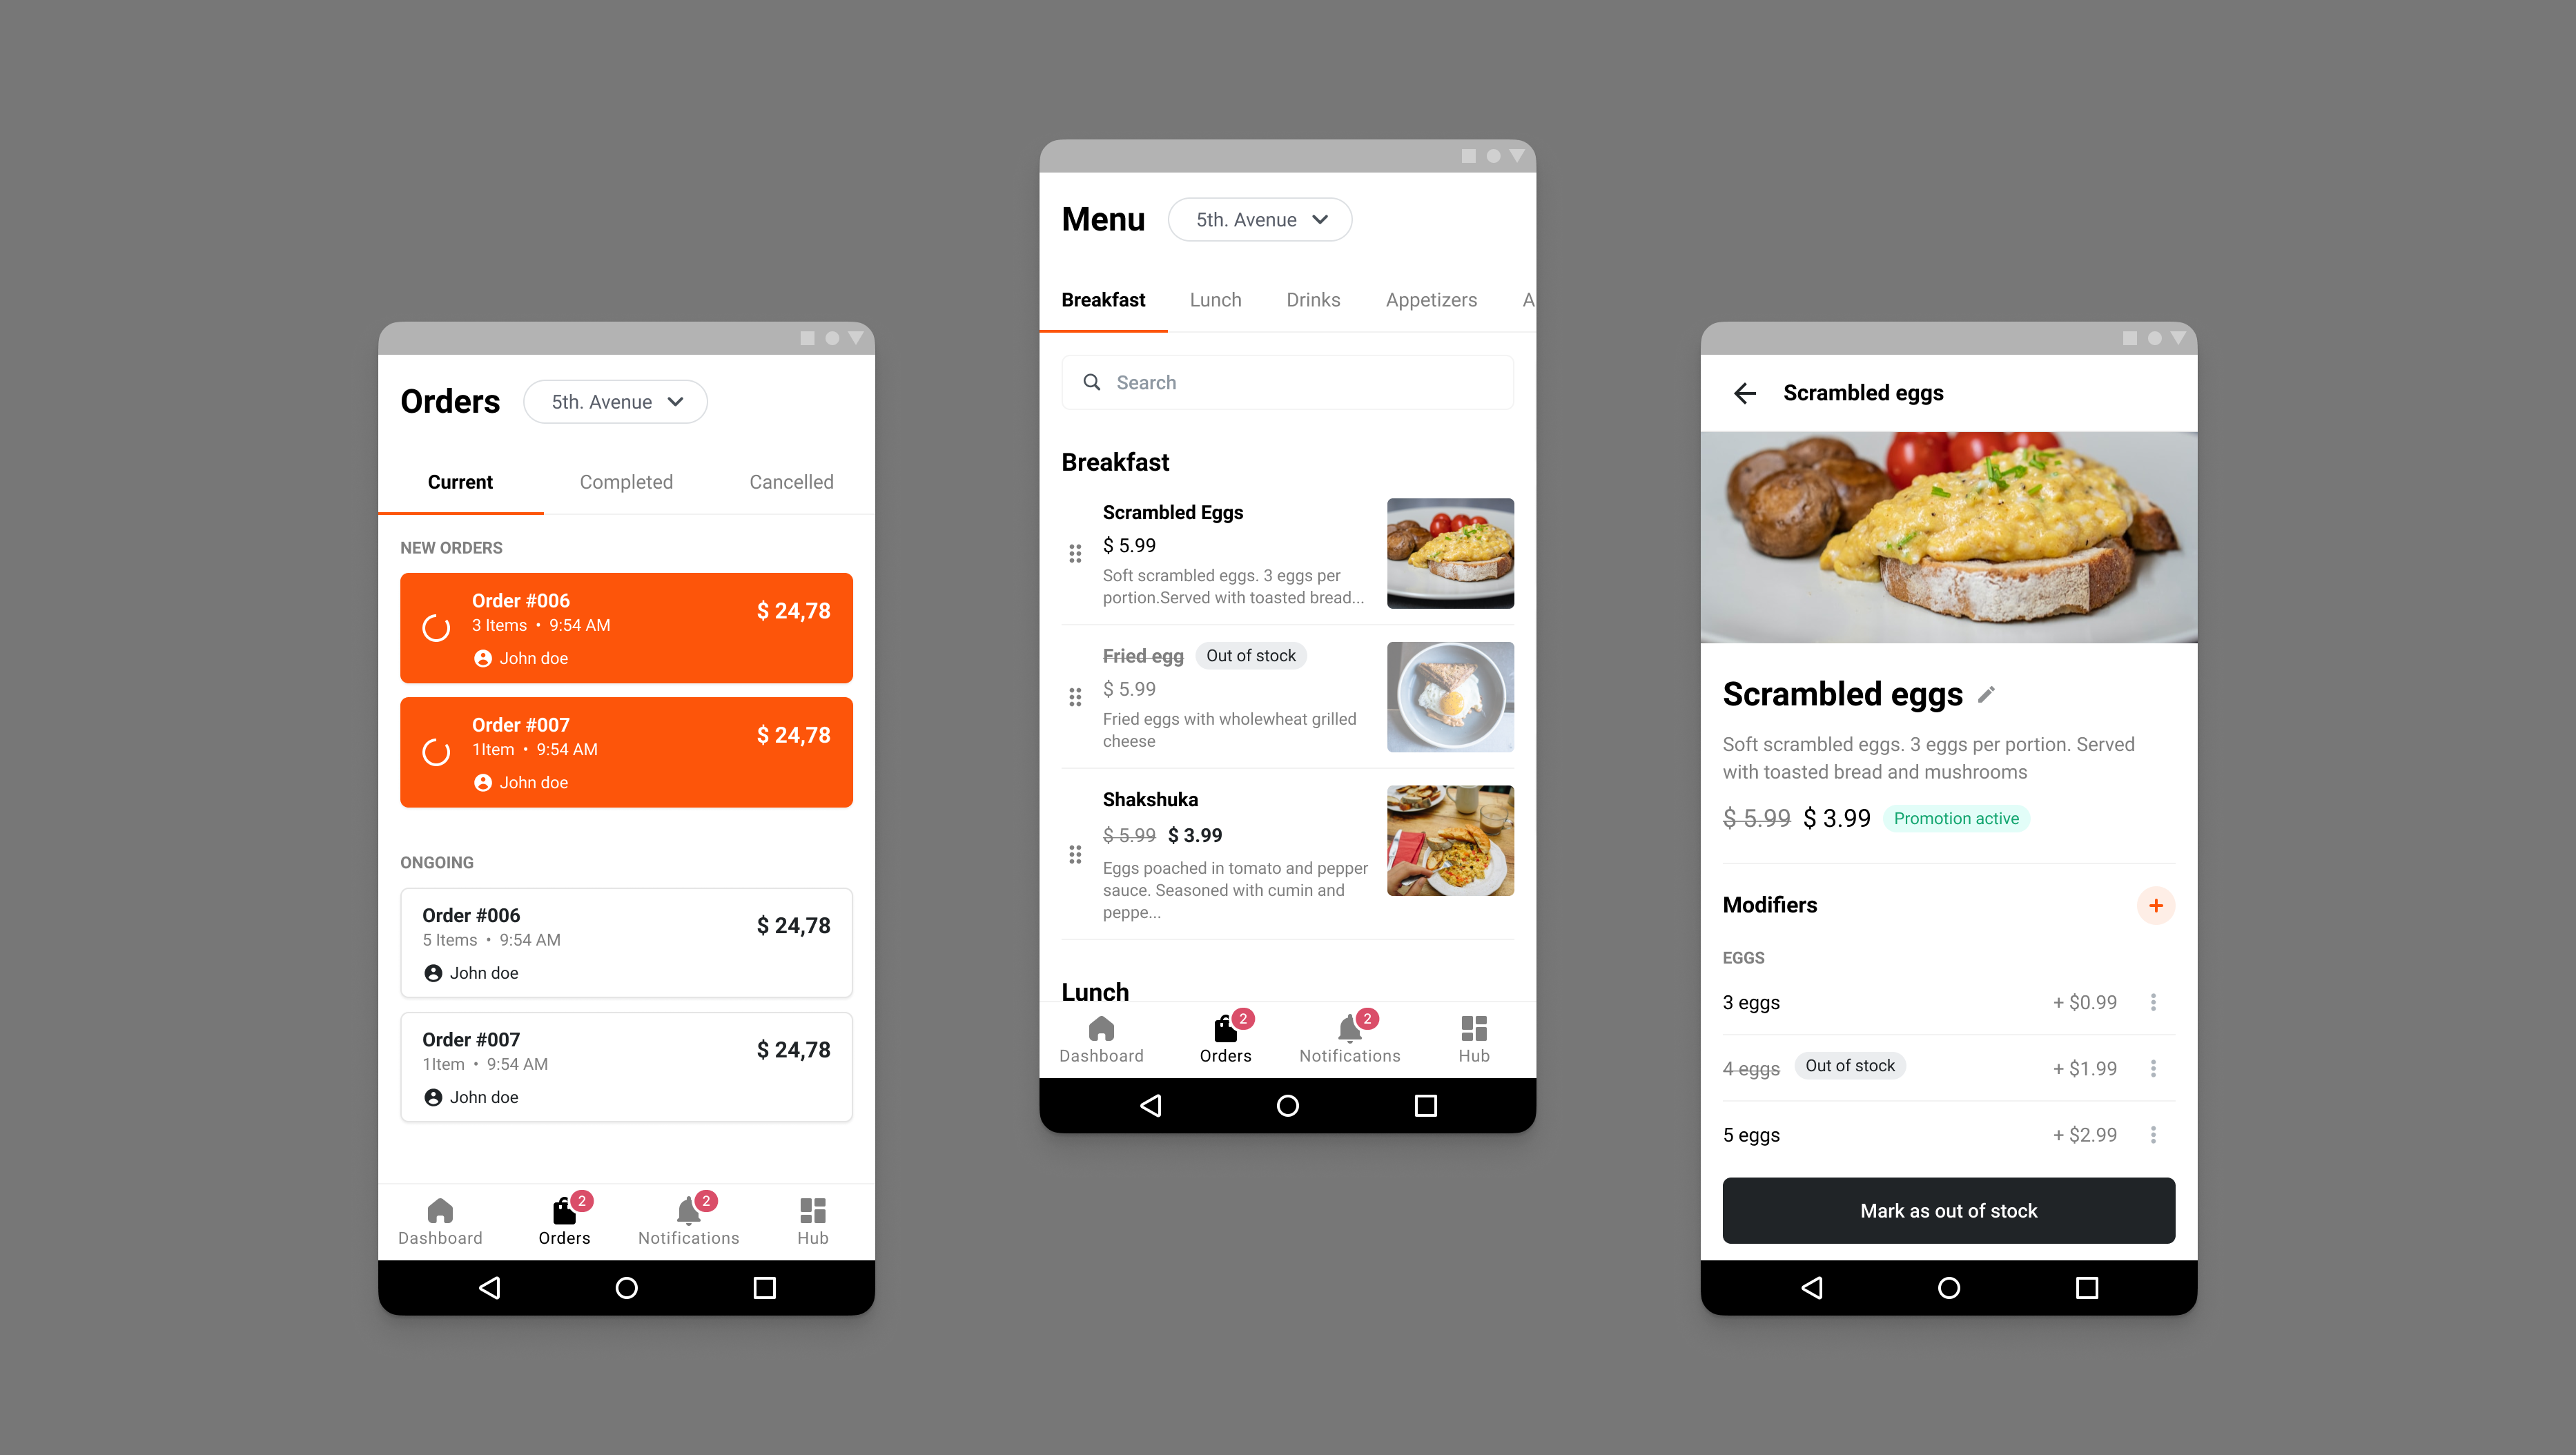 Orders
5th. Avenue
Current
Completed
Cancelled
NEW ORDERS
Order #006
$ 24,78
3 Items • 9:54 AM
John doe
Order #007
$ 24,78
1Item • 9:54 AM
John doe
ONGOING
Order #006
$ 24,78
5 Items • 9:54 AM
John doe
Order #007
$ 24,78
1Item • 9:54 AM
John doe
2
2
Dashboard
Orders
Notifications
Hub
Menu
5th. Avenue
Breakfast
Lunch
Drinks
Appetizers
A
Search
Breakfast
Scrambled Eggs
$ 5.99
Soft scrambled eggs. 3 eggs per
portion.Served with toasted bread...
Fried egg
Out of stock
$ 5.99
Fried eggs with wholewheat grilled
cheese
Shakshuka
$ 5.99 $ 3.99
Eggs poached in tomato and pepper
sauce. Seasoned with cumin and
peppe...
Lunch
2
2
Dashboard
Orders
Notifications
Hub
Scrambled eggs
Scrambled eggs
Soft scrambled eggs. 3 eggs per portion. Served
with toasted bread and mushrooms
$ 5.99 $ 3.99 Promotion active
Modifiers
+
EGGS
3 eggs
+ $0.99
4 eggs
Out of stock
+ $1.99
5 eggs
+ $2.99
Mark as out of stock